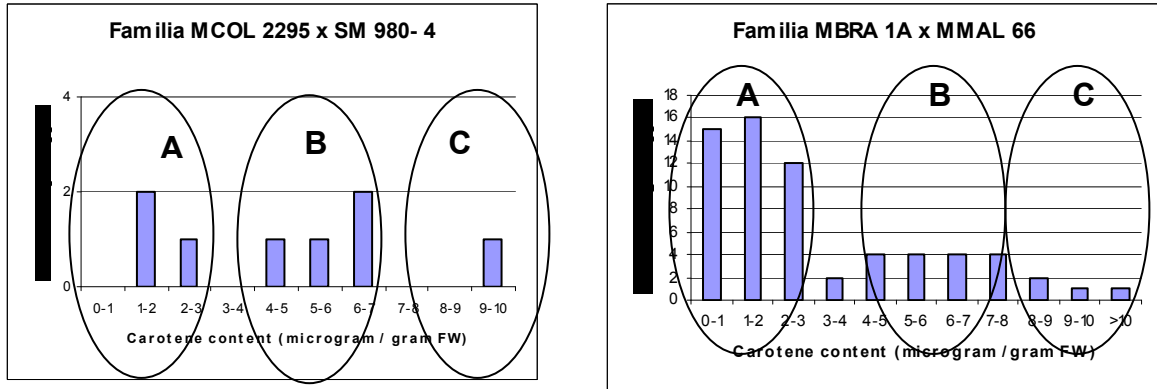 Familia MCOL 2295 x SM 980- 4
4
2
0
A
B
C
0-1 1-2 2-3 3-4 4-5 5-6 6-7 7-8 8-9 9-10
Carotene content (microgram / gram FW)
Familia MBRA 1A x MMAL 66
18
16
14
12
10
8
6
4
2
0
A
B
C
0-1 1-2 2-3 3-4 4-5 5-6 6-7 7-8 8-9 9-10 >10
Carotene content (microgram / gram FW)